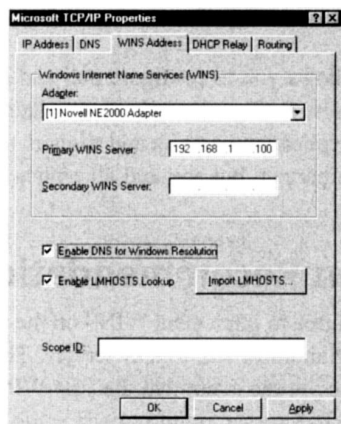 Microsoft TCP/IP Properties
IP Address DNS WINS Address DHCP Relay Routing
Windows Internet Name Services (WINS)
Adapter:
[1] Novell NE2000 Adapter
Primary WINS Server: 192 .168 .1 .100
Secondary WINS Server: . . .
Enable DNS for Windows Resolution
Enable LMHOSTS Lookup Import LMHOSTS...
Scope ID:
OK Cancel Apply